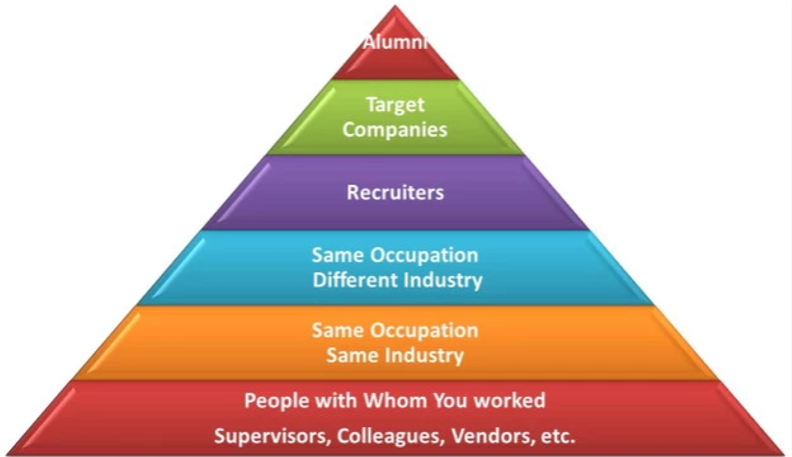 Alumni
Target
Companies
Recruiters
Same Occupation
Different Industry
Same Occupation
Same Industry
People with Whom You worked
Supervisors, Colleagues, Vendors, etc.